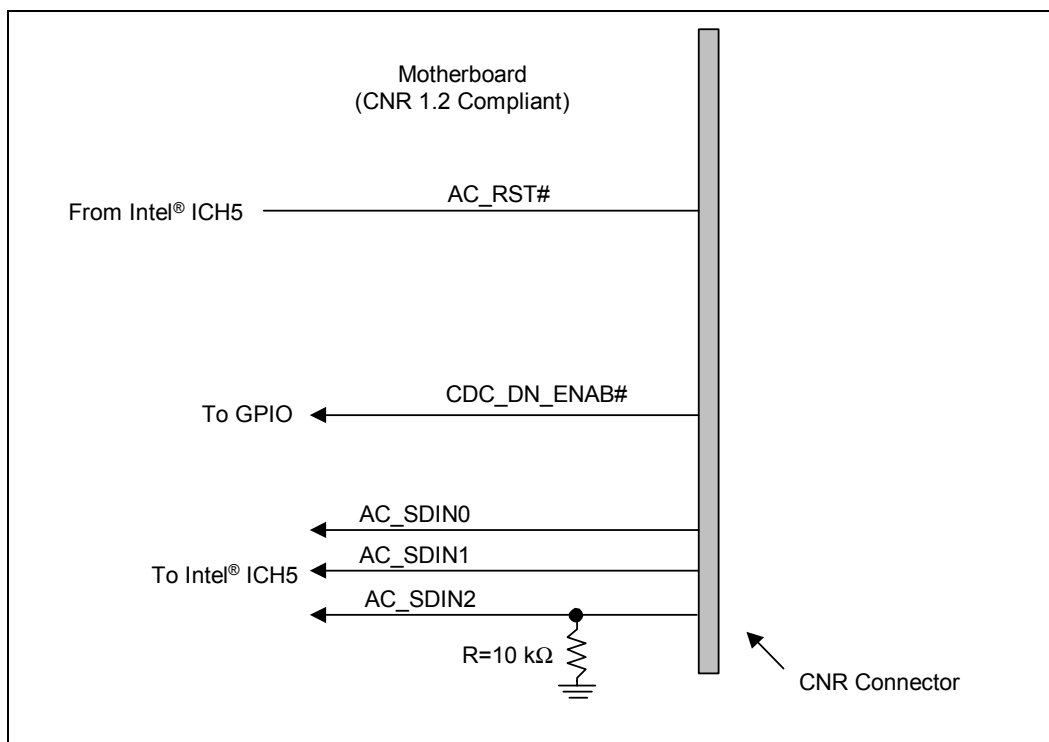 Motherboard
(CNR 1.2 Compliant)
AC_RST#
From Intel® ICH5
CDC_DN_ENAB#
To GPIO
AC_SDIN0
AC_SDIN1
To Intel® ICH5
AC_SDIN2
R=10 kΩ
CNR Connector